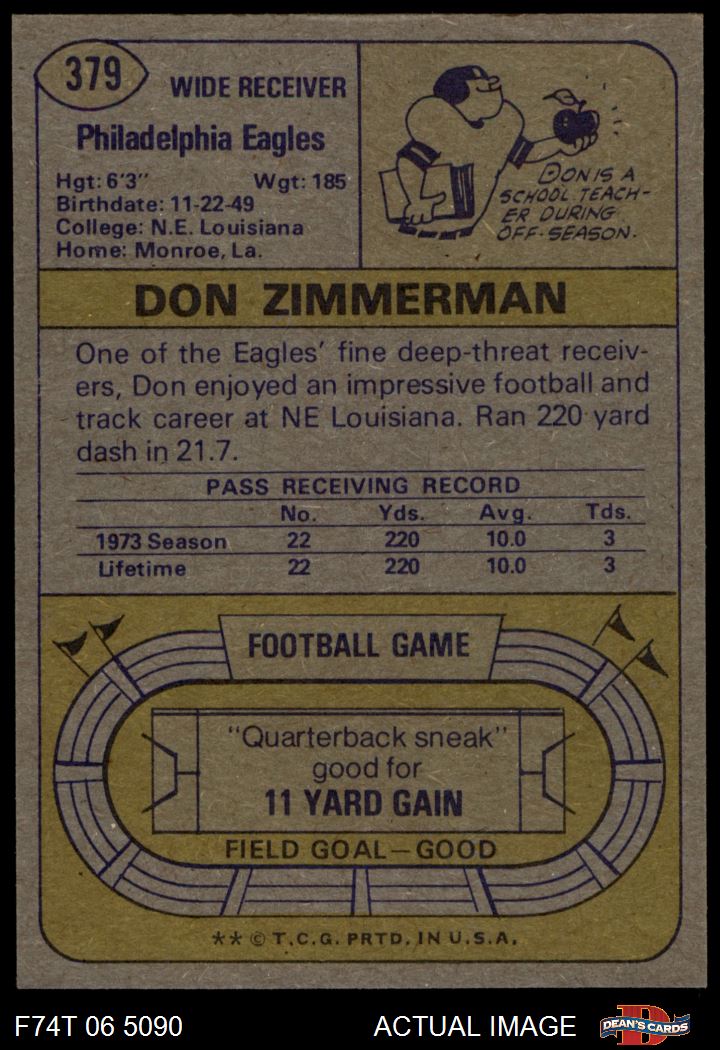 379
WIDE RECEIVER
Philadelphia Eagles
Hgt: 6'3" Wgt: 185
Birthdate: 11-22-49
College: N.E. Louisiana
Home: Monroe, La.
DON IS A
SCHOOL TEACH-
ER DURING
OFF-SEASON.
DON ZIMMERMAN
One of the Eagles' fine deep-threat receiv-
ers, Don enjoyed an impressive football and
track career at NE Louisiana. Ran 220 yard
dash in 21.7.
PASS RECEIVING RECORD
No. Yds. Avg. Tds.
1973 Season 22 220 10.0 3
Lifetime 22 220 10.0 3
FOOTBALL GAME
"Quarterback sneak"
good for
11 YARD GAIN
FIELD GOAL—GOOD
** © T.C.G. PRTD. IN U.S.A.
F74T 06 5090 ACTUAL IMAGE DEAN'S CARDS